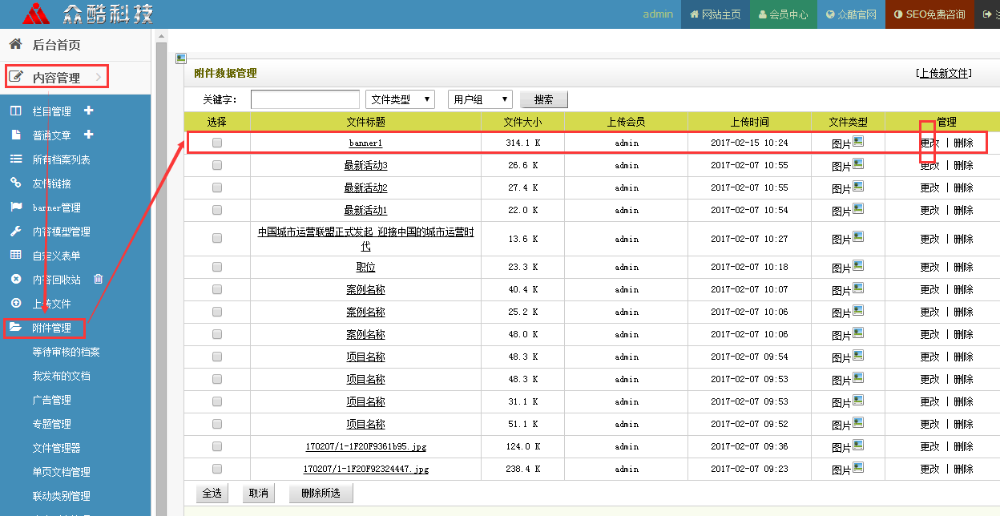 众酷科技
admin 网站主页 会员中心 众酷官网 SEO免费咨询
后台首页
内容管理
栏目管理
普通文章
所有档案列表
友情链接
banner管理
内容模型管理
自定义表单
内容回收站
上传文件
附件管理
等待审核的档案
我发布的文档
广告管理
专题管理
文件管理器
单页文档管理
联动类别管理
附件数据管理 [上传新文件]
关键字： 文件类型 用户组 搜索
选择 文件标题 文件大小 上传会员 上传时间 文件类型 管理
banner1 314.1 K admin 2017-02-15 10:24 图片 更改 | 删除
最新活动3 26.6 K admin 2017-02-07 10:55 图片 更改 | 删除
最新活动2 27.4 K admin 2017-02-07 10:55 图片 更改 | 删除
最新活动1 22.0 K admin 2017-02-07 10:54 图片 更改 | 删除
中国城市运营联盟正式发起 迎接中国的城市运营时
代 13.6 K admin 2017-02-07 10:27 图片 更改 | 删除
职位 23.3 K admin 2017-02-07 10:18 图片 更改 | 删除
案例名称 40.4 K admin 2017-02-07 10:07 图片 更改 | 删除
案例名称 25.2 K admin 2017-02-07 10:06 图片 更改 | 删除
案例名称 48.0 K admin 2017-02-07 10:06 图片 更改 | 删除
项目名称 48.3 K admin 2017-02-07 09:54 图片 更改 | 删除
项目名称 48.3 K admin 2017-02-07 09:53 图片 更改 | 删除
项目名称 31.1 K admin 2017-02-07 09:53 图片 更改 | 删除
项目名称 51.1 K admin 2017-02-07 09:52 图片 更改 | 删除
170207/1-1F20F9361b95.jpg 124.0 K admin 2017-02-07 09:36 图片 更改 | 删除
170207/1-1F20F92324447.jpg 238.4 K admin 2017-02-07 09:23 图片 更改 | 删除
全选 取消 删除所选